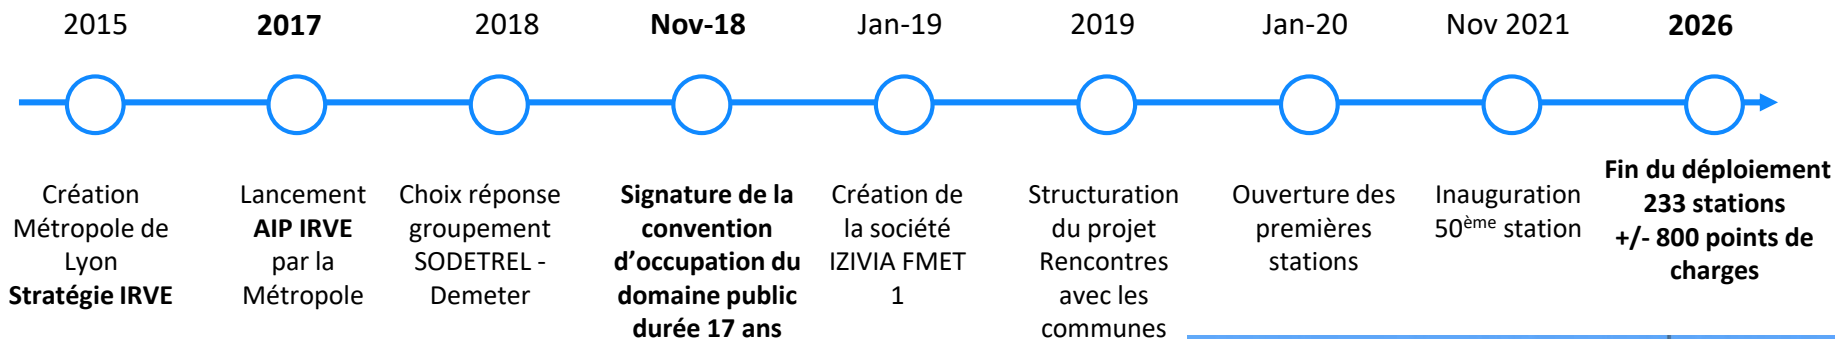 2015
2017
2018
Nov-18
Jan-19
2019
Jan-20
Nov 2021
2026
Création
Métropole de
Lyon
Stratégie IRVE
Lancement
AIP IRVE
par la
Métropole
Choix réponse
groupement
SODETREL -
Demeter
Signature de la
convention
d’occupation du
domaine public
durée 17 ans
Création de
la société
IZIVIA FMET
1
Structuration
du projet
Rencontres
avec les
communes
Ouverture des
premières
stations
Inauguration
50ème station
Fin du déploiement
233 stations
+/- 800 points de
charges